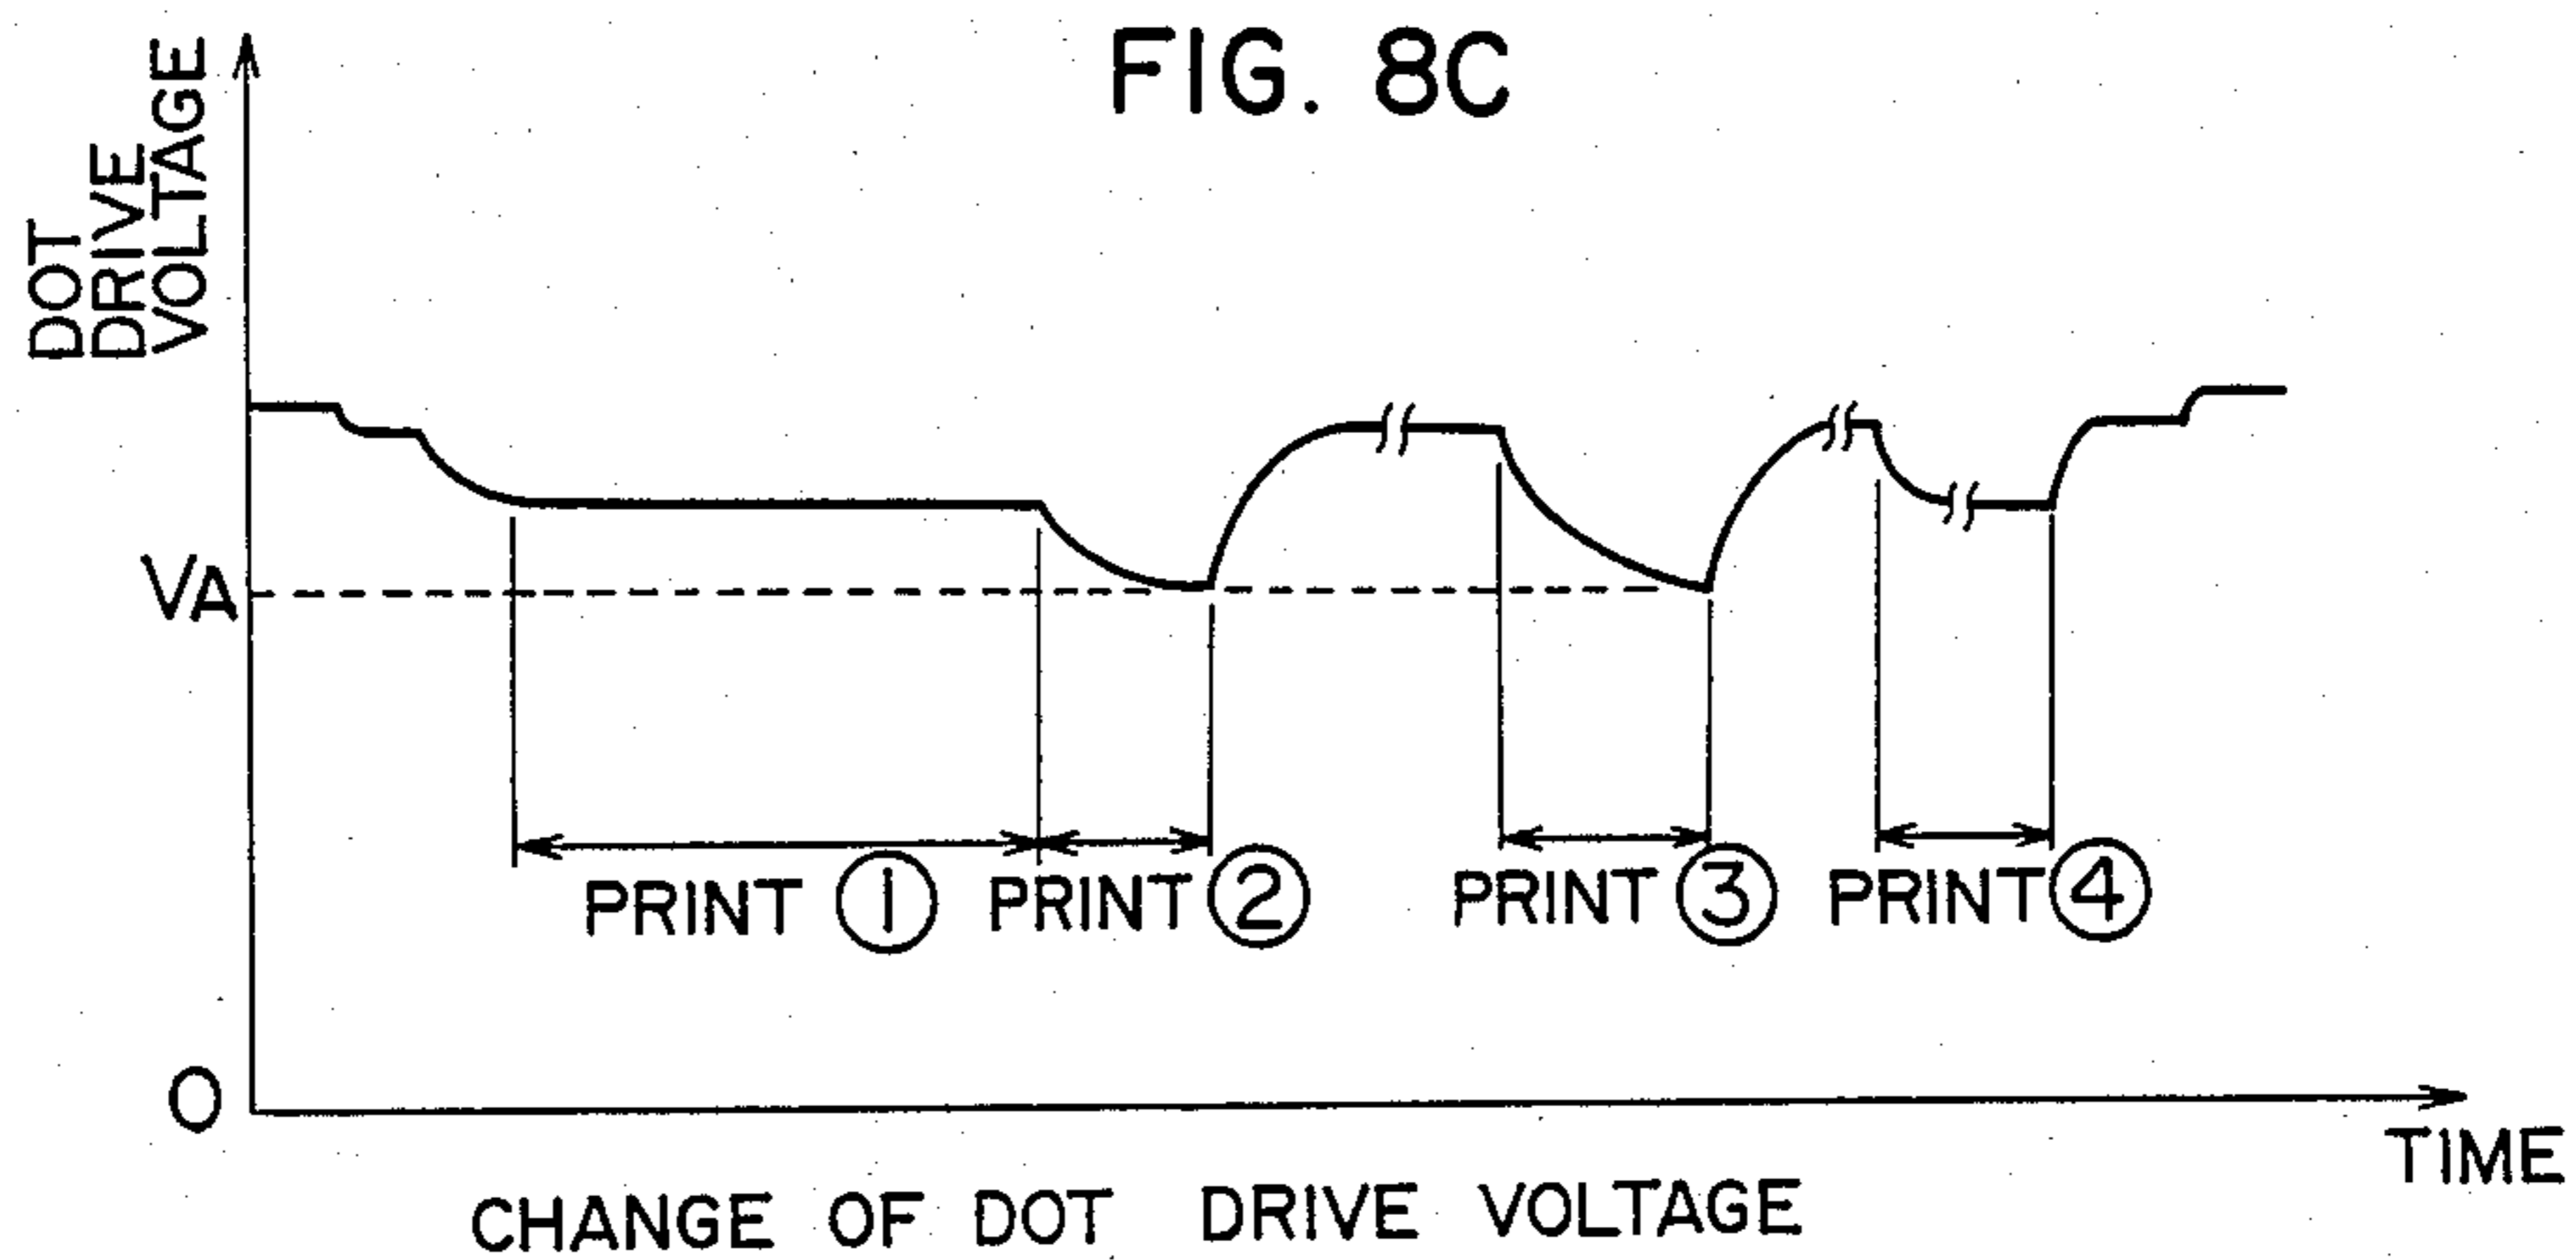 FIG. 8C
DOT
DRIVE
VOLTAGE
VA
PRINT ① PRINT ② PRINT ③ PRINT ④
O
TIME
CHANGE OF DOT DRIVE VOLTAGE